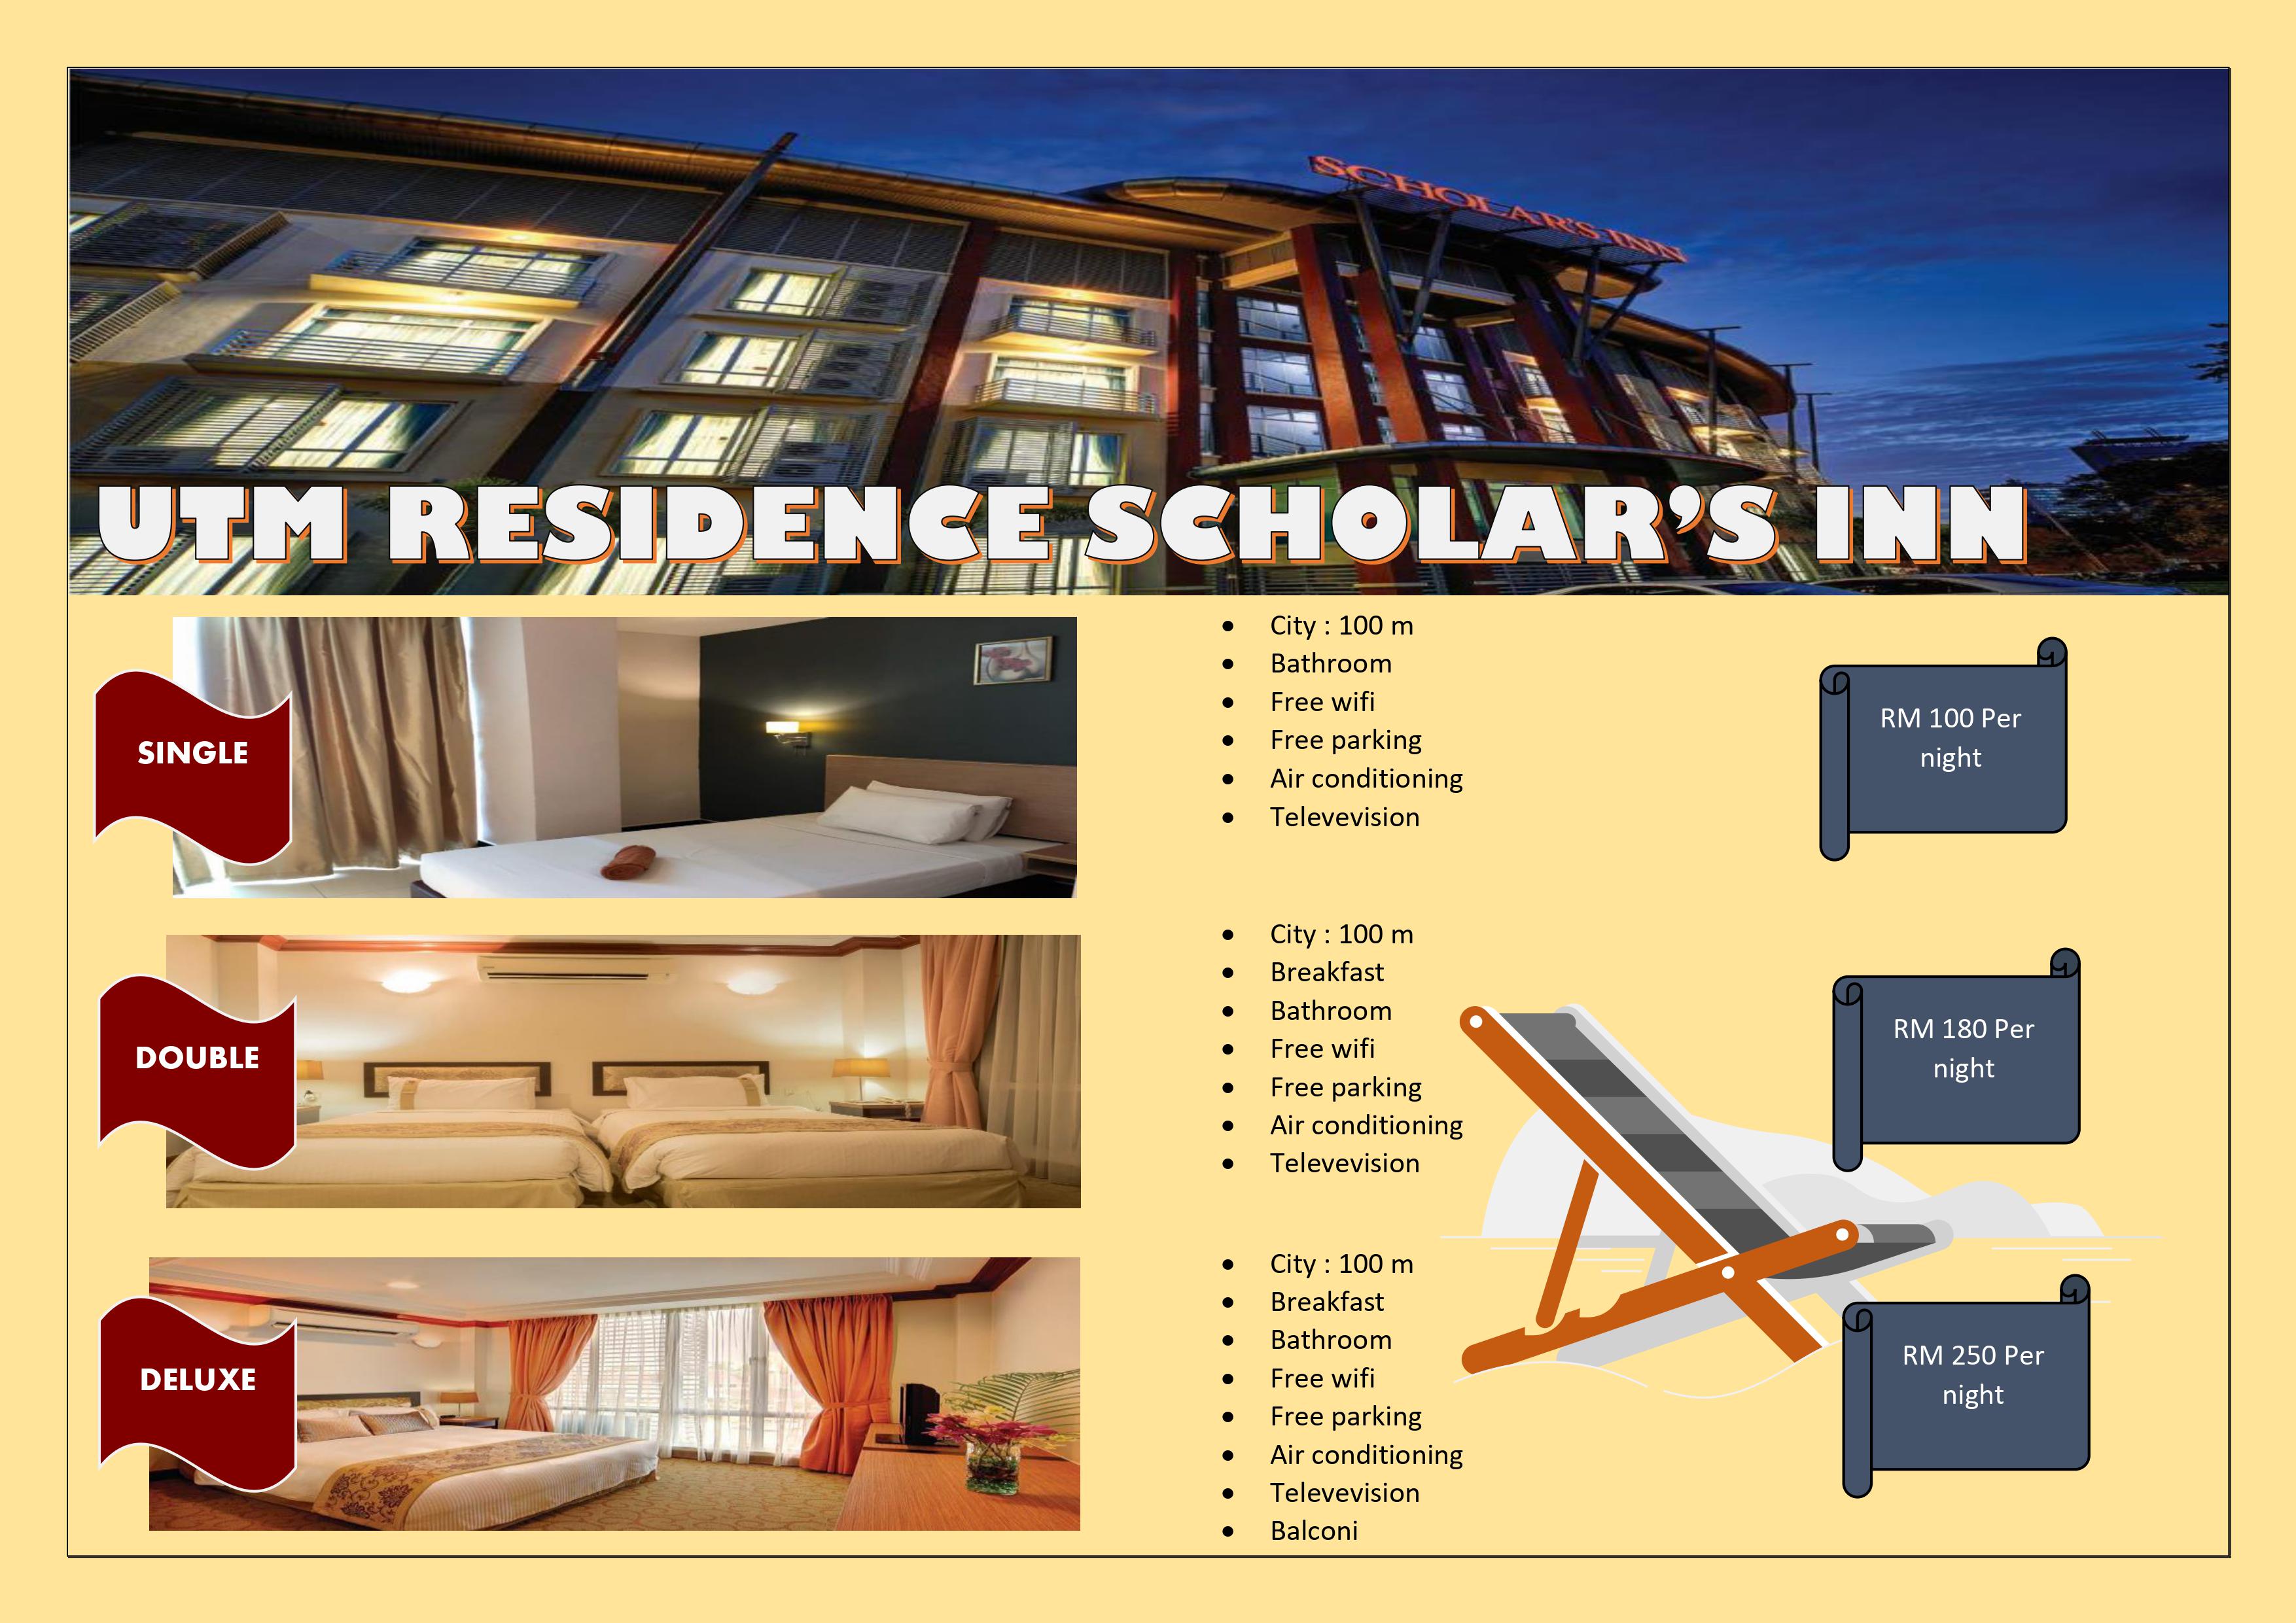 SCHOLAR'S INN
UTM RESIDENCE SCHOLAR'S INN
SINGLE
• City : 100 m
• Bathroom
• Free wifi
• Free parking
• Air conditioning
• Televevision
RM 100 Per
night
DOUBLE
• City : 100 m
• Breakfast
• Bathroom
• Free wifi
• Free parking
• Air conditioning
• Televevision
RM 180 Per
night
DELUXE
• City : 100 m
• Breakfast
• Bathroom
• Free wifi
• Free parking
• Air conditioning
• Televevision
• Balconi
RM 250 Per
night